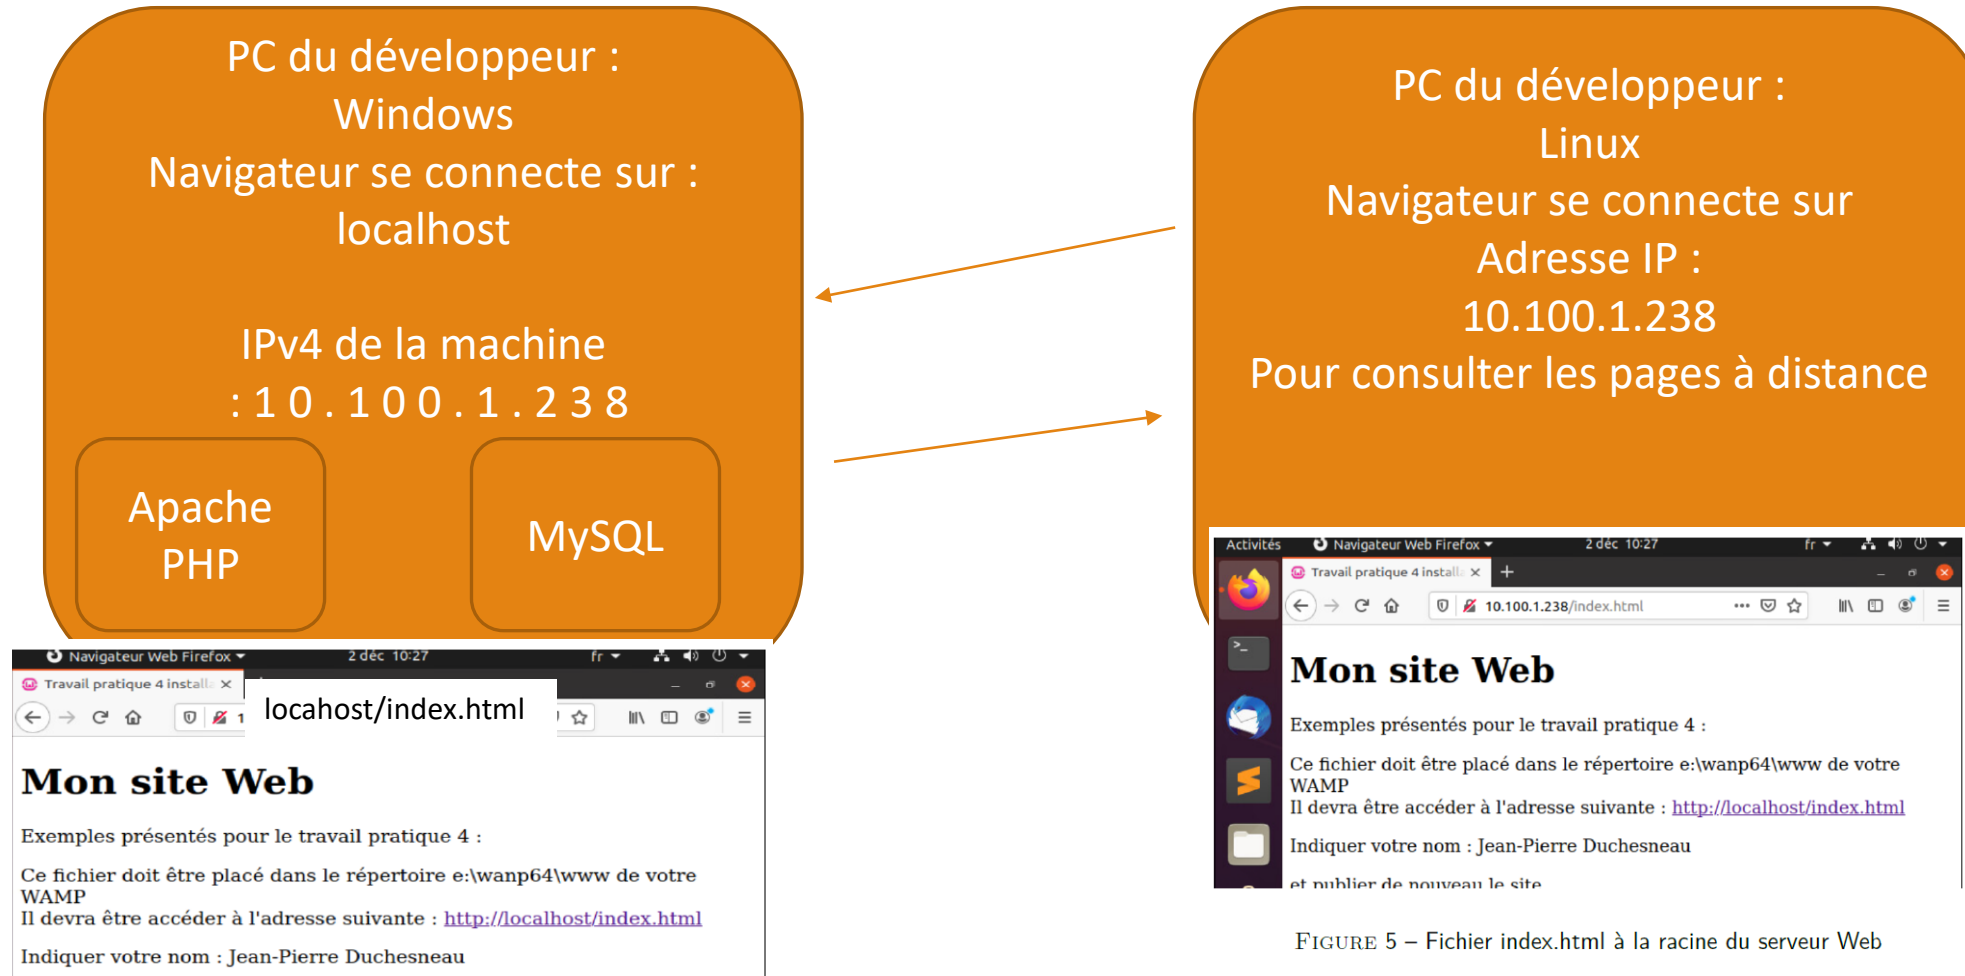 PC du développeur :
Windows
Navigateur se connecte sur :
localhost
IPv4 de la machine
: 1 0 . 1 0 0 . 1 . 2 3 8
Apache
PHP
MySQL
Navigateur Web Firefox
2 déc 10:27
fr
Travail pratique 4 install
1
locahost/index.html
Mon site Web
Exemples présentés pour le travail pratique 4 :
Ce fichier doit être placé dans le répertoire e:\wanp64\www de votre
WAMP
Il devra être accéder à l'adresse suivante : http://localhost/index.html
Indiquer votre nom : Jean-Pierre Duchesneau
PC du développeur :
Linux
Navigateur se connecte sur
Adresse IP :
10.100.1.238
Pour consulter les pages à distance
Activités
Navigateur Web Firefox
2 déc 10:27
fr
Travail pratique 4 install
10.100.1.238/index.html
Mon site Web
Exemples présentés pour le travail pratique 4 :
Ce fichier doit être placé dans le répertoire e:\wanp64\www de votre
WAMP
Il devra être accéder à l'adresse suivante : http://localhost/index.html
Indiquer votre nom : Jean-Pierre Duchesneau
et publier de nouveau le site
FIGURE 5 – Fichier index.html à la racine du serveur Web